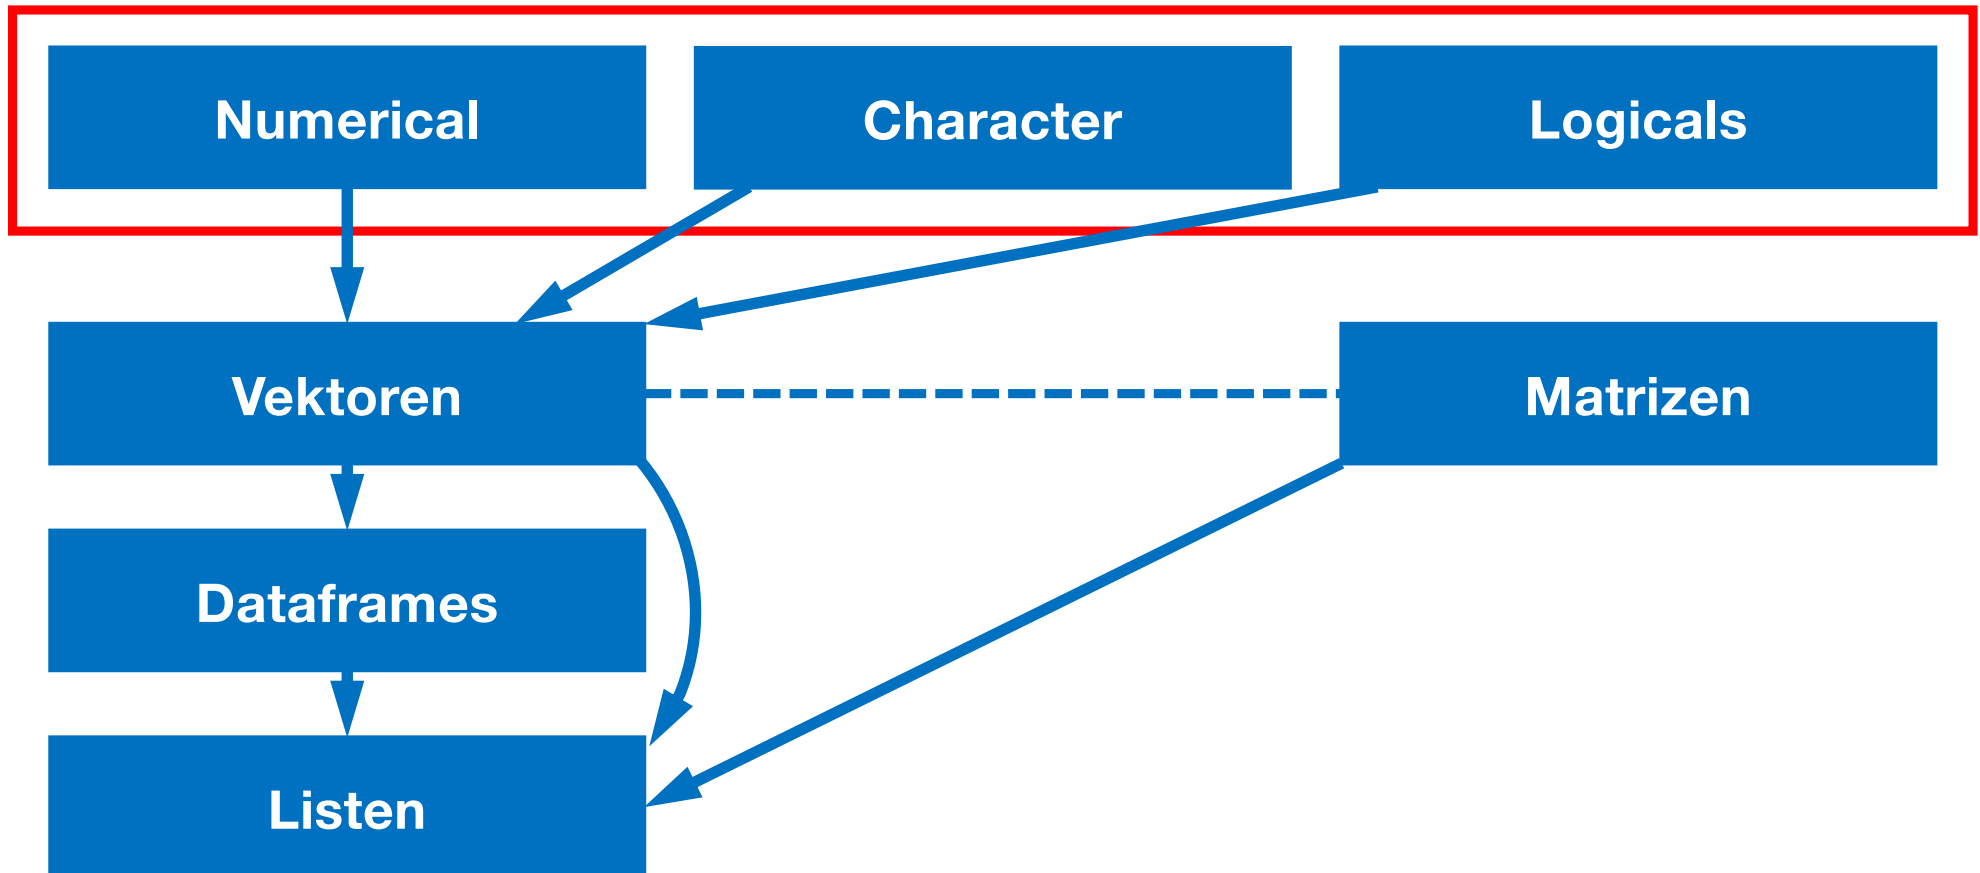 Numerical
Character
Logicals
Vektoren
Matrizen
Dataframes
Listen